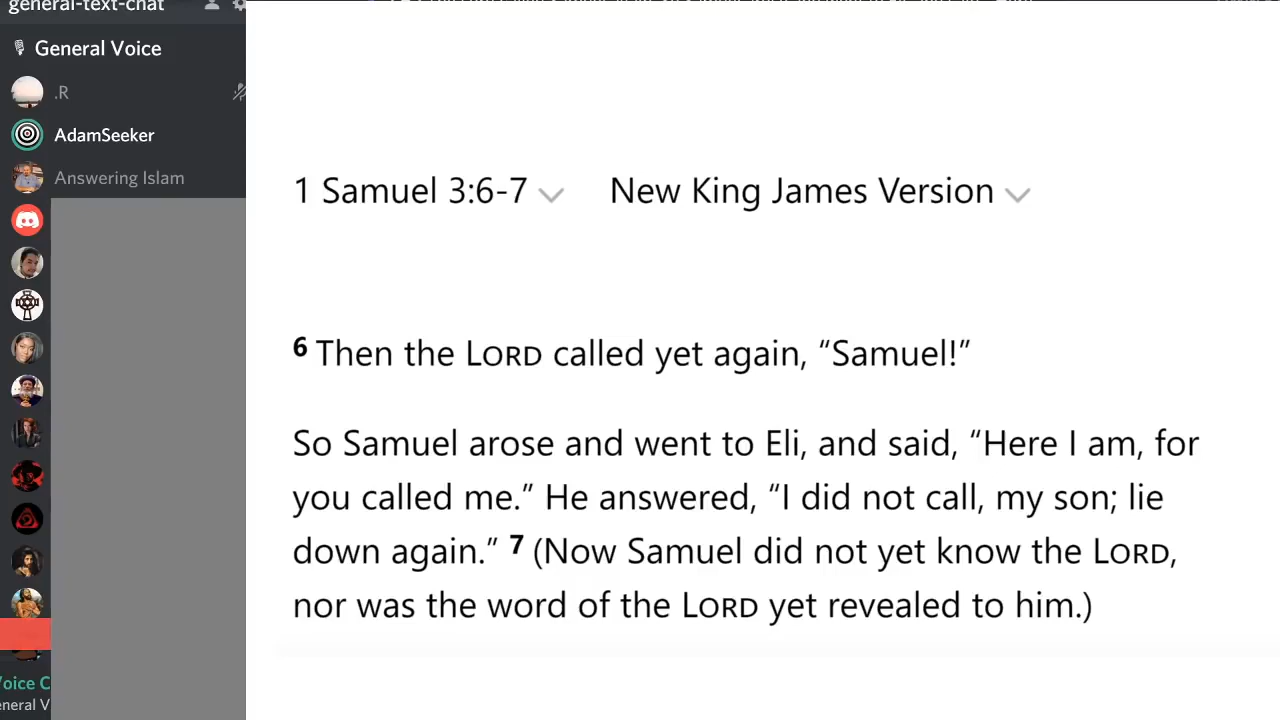 general-text-chat
General Voice
.R
AdamSeeker
Answering Islam
Voice C
eneral V
1 Samuel 3:6-7 New King James Version
6 Then the LORD called yet again, “Samuel!”
So Samuel arose and went to Eli, and said, “Here I am, for
you called me.” He answered, “I did not call, my son; lie
down again.” 7 (Now Samuel did not yet know the LORD,
nor was the word of the LORD yet revealed to him.)